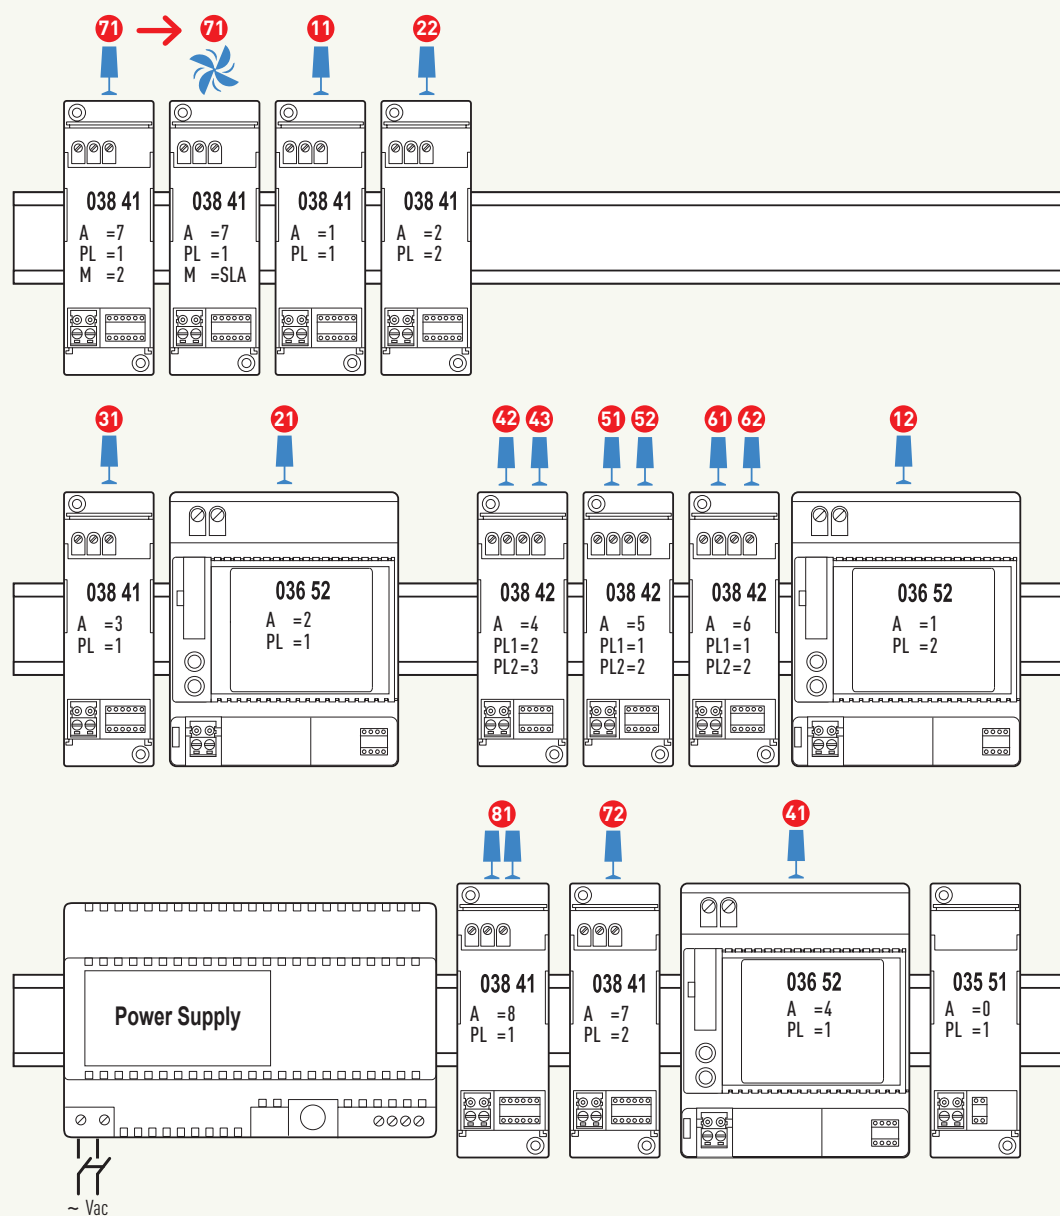 71 71 11 22
038 41 038 41 038 41 038 41
A =7 A =7 A =1 A =2
PL =1 PL =1 PL =1 PL =2
M =2 M =SLA
31 21 42 43 51 52 61 62 12
038 41 036 52 038 42 038 42 038 42 036 52
A =3 A =2 A =4 A =5 A =6 A =1
PL =1 PL =1 PL1=2 PL1=1 PL1=1 PL =2
PL2=3 PL2=2 PL2=2
81 72 41
Power Supply 038 41 038 41 036 52 035 51
A =8 A =7 A =4 A =0
PL =1 PL =2 PL =1 PL =1
~ Vac